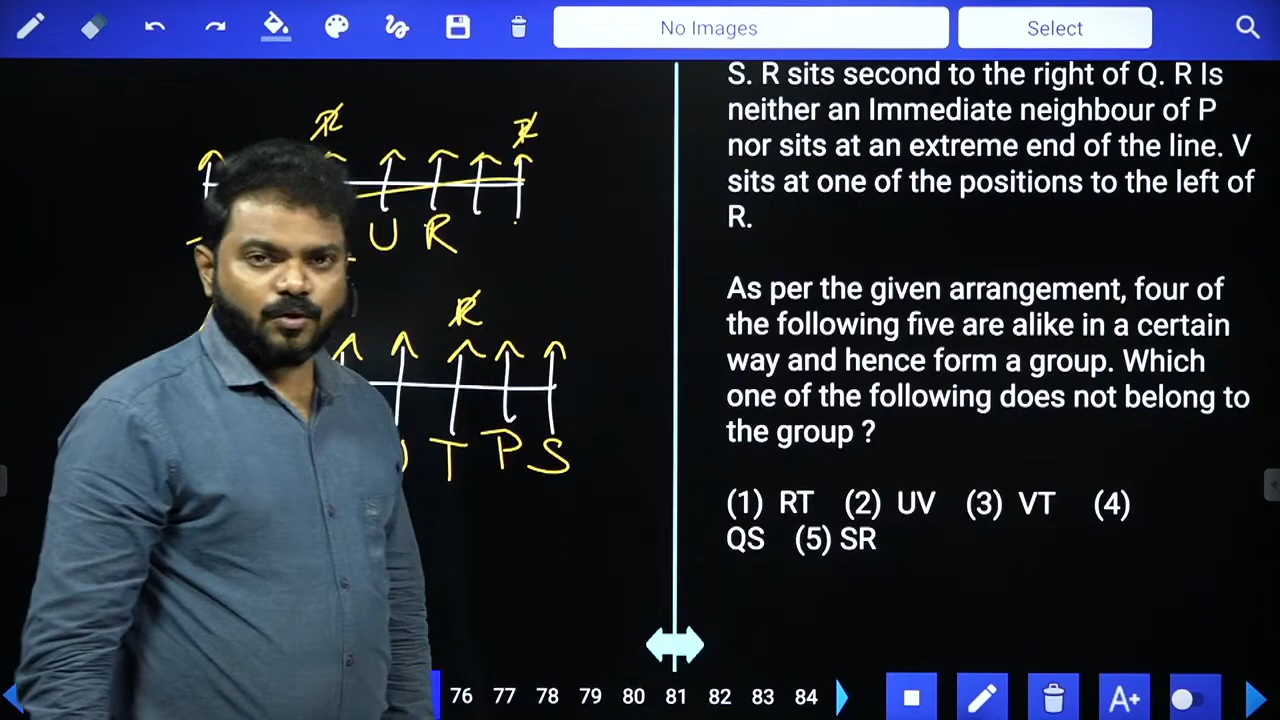 No Images
Select
S. R sits second to the right of Q. R Is
neither an Immediate neighbour of P
nor sits at an extreme end of the line. V
sits at one of the positions to the left of
R.
As per the given arrangement, four of
the following five are alike in a certain
way and hence form a group. Which
one of the following does not belong to
the group ?
(1) RT (2) UV (3) VT (4)
QS (5) SR
R R
U R
R
T P S
76 77 78 79 80 81 82 83 84
A+